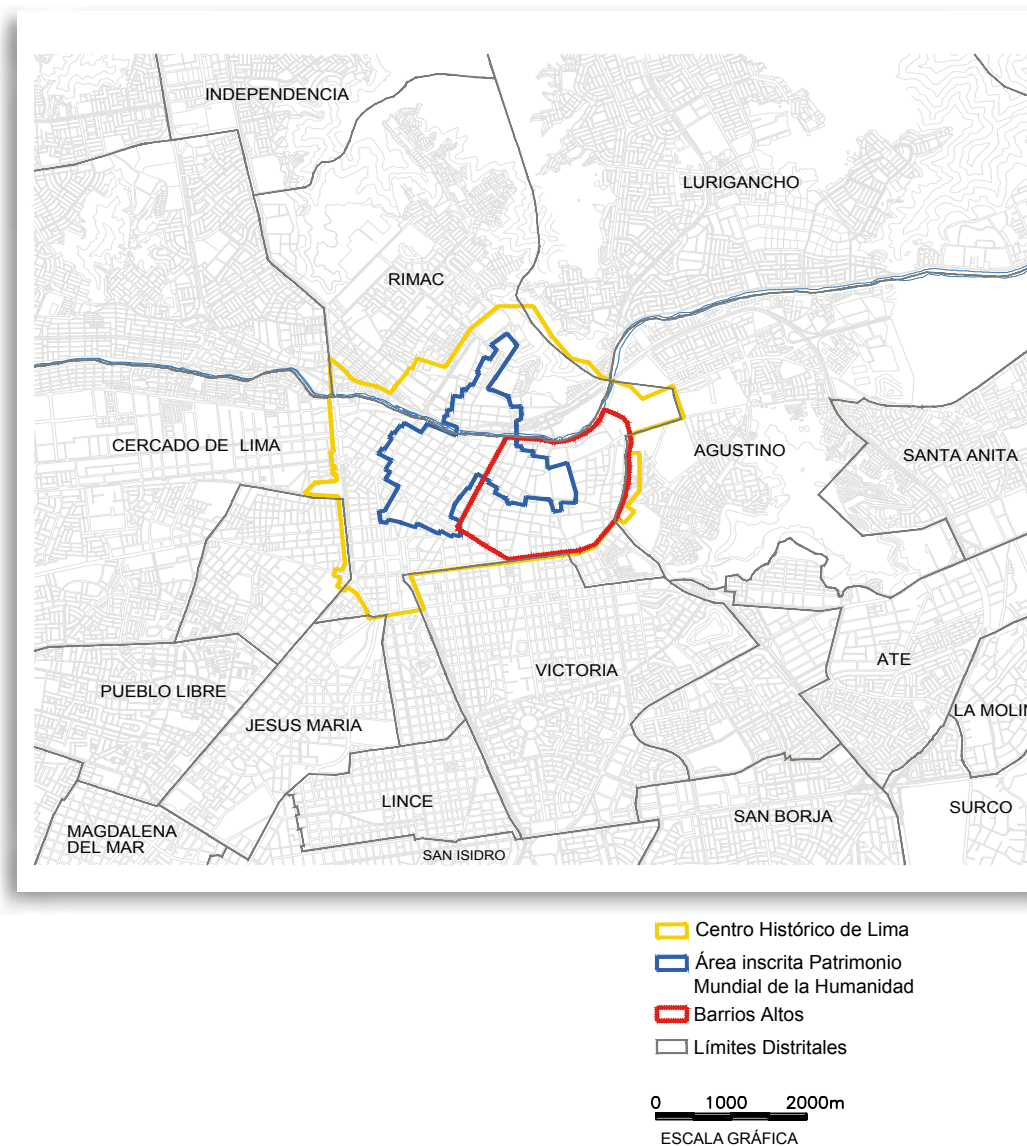 INDEPENDENCIA
LURIGANCHO
RIMAC
CERCADO DE LIMA
AGUSTINO
SANTA ANITA
VICTORIA
ATE
PUEBLO LIBRE
LA MOLIN
JESUS MARIA
LINCE
SAN BORJA
SURCO
MAGDALENA
DEL MAR
SAN ISIDRO
Centro Histórico de Lima
Área inscrita Patrimonio
Mundial de la Humanidad
Barrios Altos
Límites Distritales
0 1000 2000m
ESCALA GRÁFICA